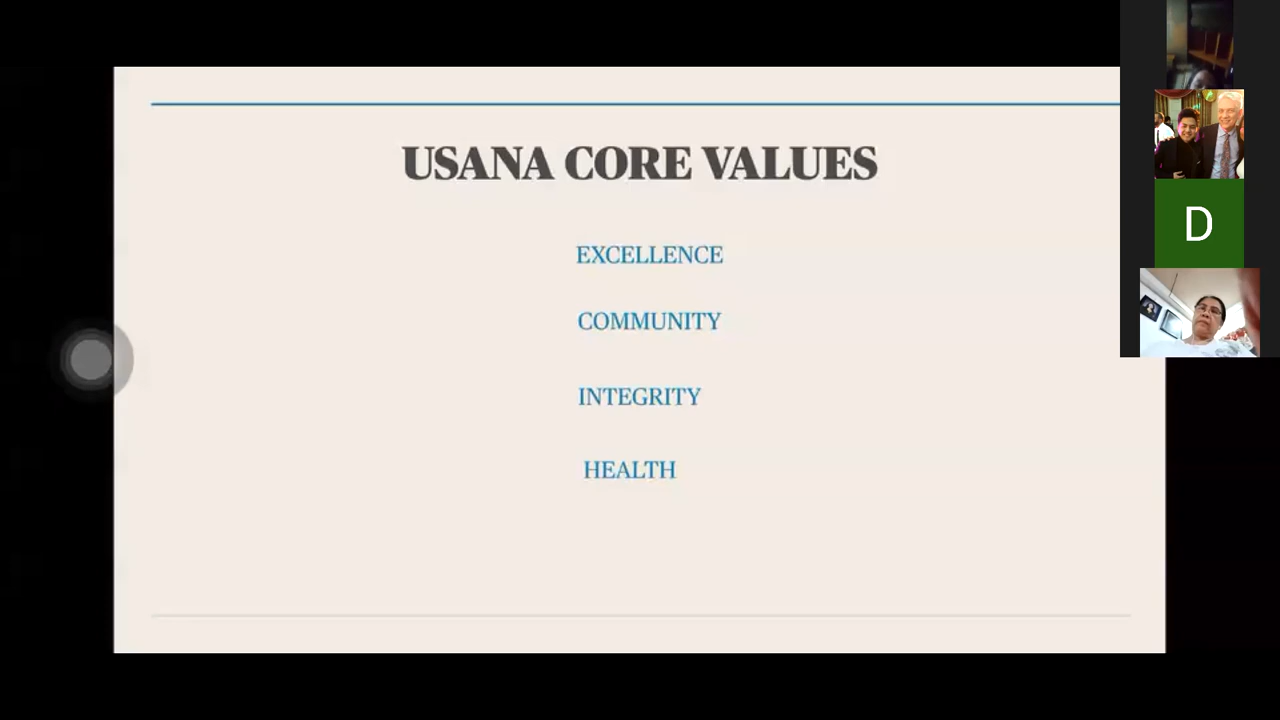 USANA CORE VALUES
EXCELLENCE
COMMUNITY
INTEGRITY
HEALTH
D